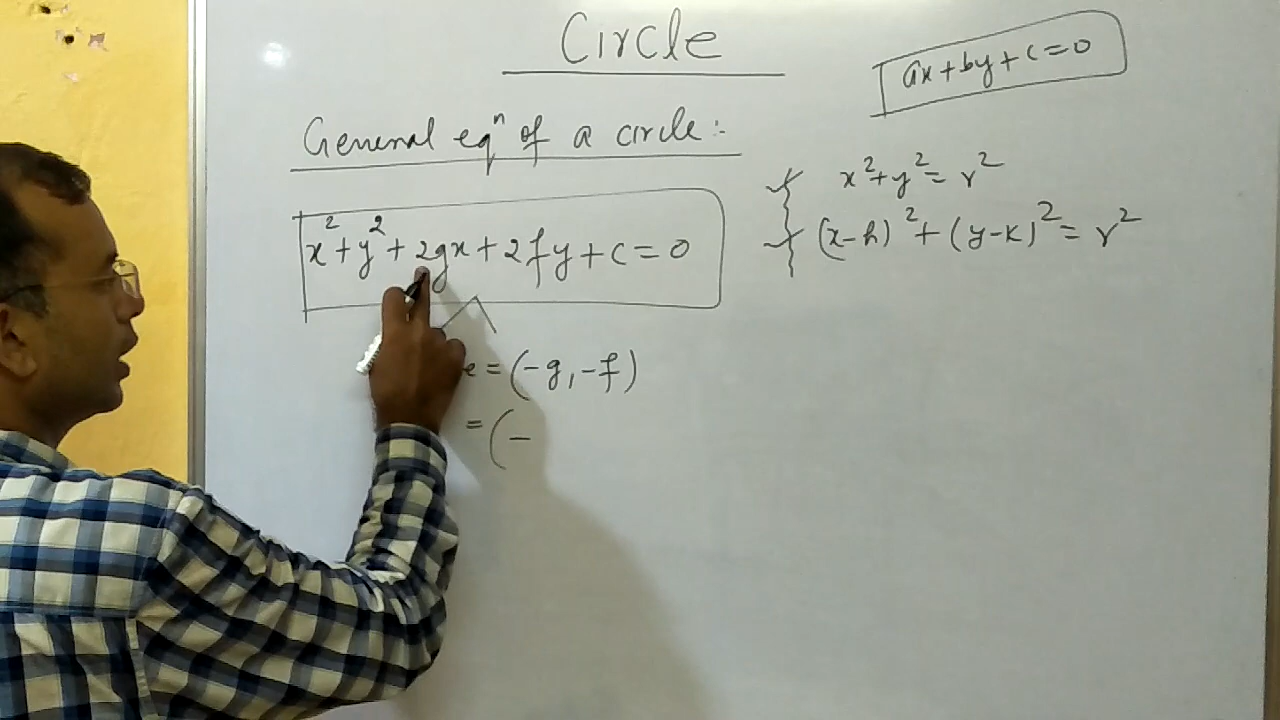 Circle
ax+by+c=0
General eqⁿ of a circle:-
x²+y²+2gx+2fy+c=0
x²+y²=r²
(x-h)²+(y-k)²=r²
e=(-g,-f)
=(-